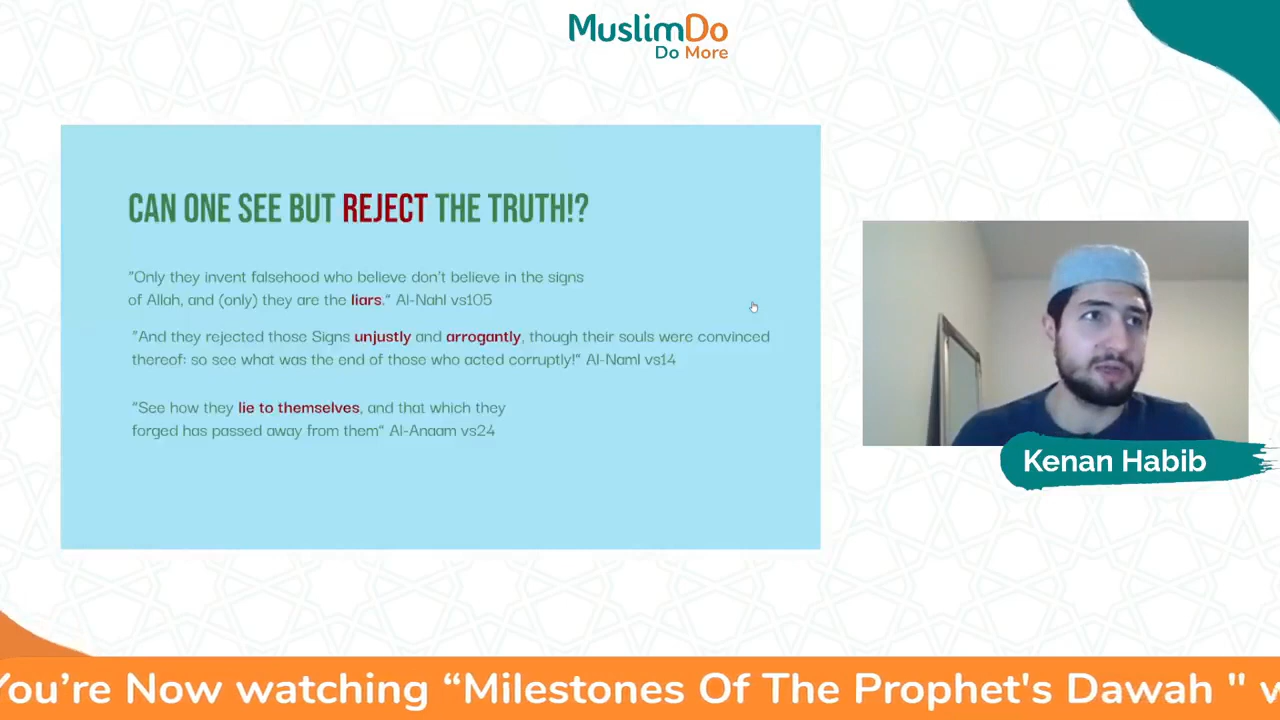 MuslimDo
Do More
CAN ONE SEE BUT REJECT THE TRUTH!?
"Only they invent falsehood who believe don't believe in the signs
of Allah, and (only) they are the liars." Al-Nahl vs105
"And they rejected those Signs unjustly and arrogantly, though their souls were convinced
thereof: so see what was the end of those who acted corruptly!" Al-Naml vs14
"See how they lie to themselves, and that which they
forged has passed away from them" Al-Anaam vs24
Kenan Habib
You're Now watching “Milestones Of The Prophet's Dawah "